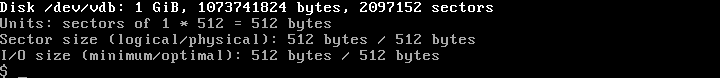 Disk /dev/vdb: 1 GiB, 1073741824 bytes, 2097152 sectors
Units: sectors of 1 * 512 = 512 bytes
Sector size (logical/physical): 512 bytes / 512 bytes
I/O size (minimum/optimal): 512 bytes / 512 bytes
$ _